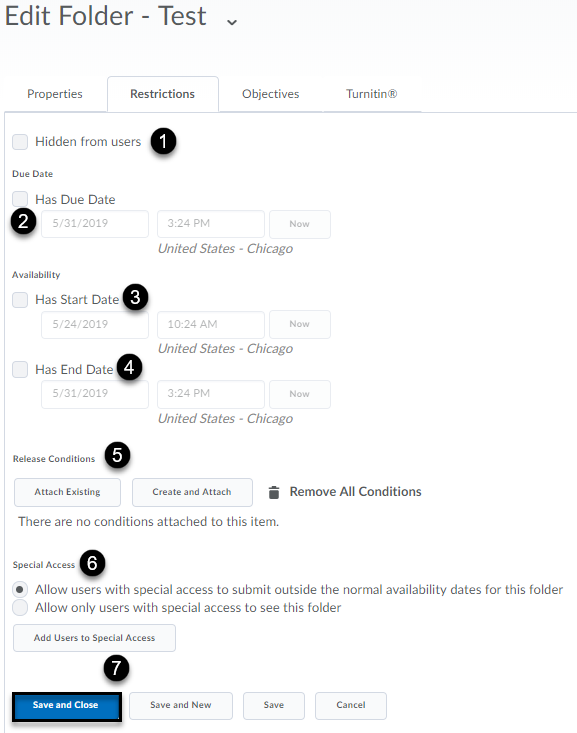 Edit Folder - Test
Properties Restrictions Objectives Turnitin®
Hidden from users 1
Due Date
Has Due Date
2 5/31/2019 3:24 PM Now
United States - Chicago
Availability
Has Start Date 3
5/24/2019 10:24 AM Now
United States - Chicago
Has End Date 4
5/31/2019 3:24 PM Now
United States - Chicago
Release Conditions 5
Attach Existing Create and Attach Remove All Conditions
There are no conditions attached to this item.
Special Access 6
Allow users with special access to submit outside the normal availability dates for this folder
Allow only users with special access to see this folder
Add Users to Special Access
7
Save and Close Save and New Save Cancel